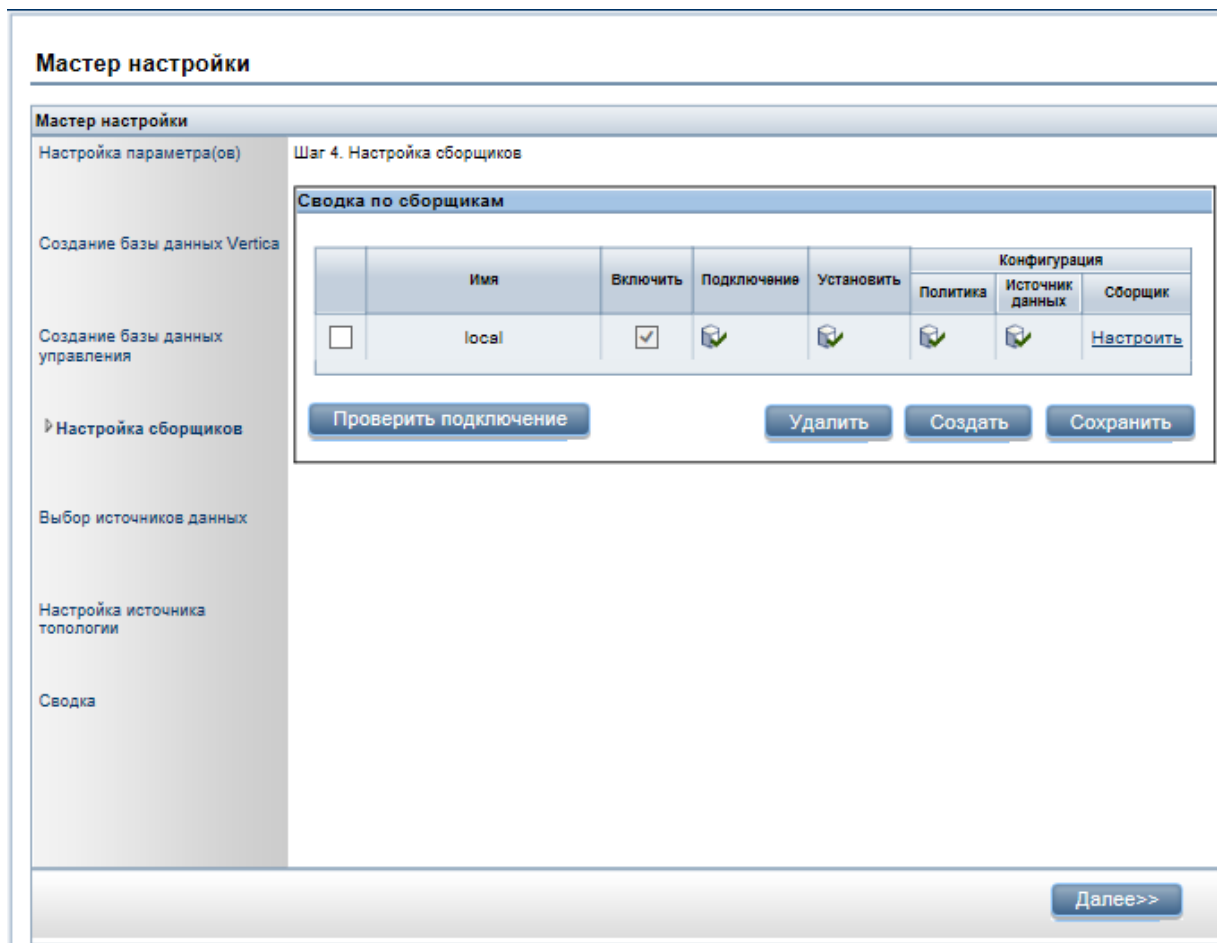 Мастер настройки
Мастер настройки
Настройка параметра(ов)
Создание базы данных Vertica
Создание базы данных
управления
Настройка сборщиков
Выбор источников данных
Настройка источника
топологии
Сводка
Шаг 4. Настройка сборщиков
Сводка по сборщикам
Имя Включить Подключение Установить Конфигурация
Политика Источник данных Сборщик
local Настроить
Проверить подключение Удалить Создать Сохранить
Далее>>